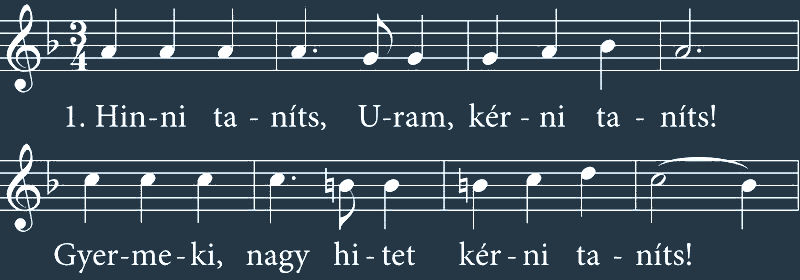 1. Hin-ni ta - níts, U-ram, kér - ni ta - níts!
Gyer-me-ki, nagy hi-tet kér-ni ta - níts!